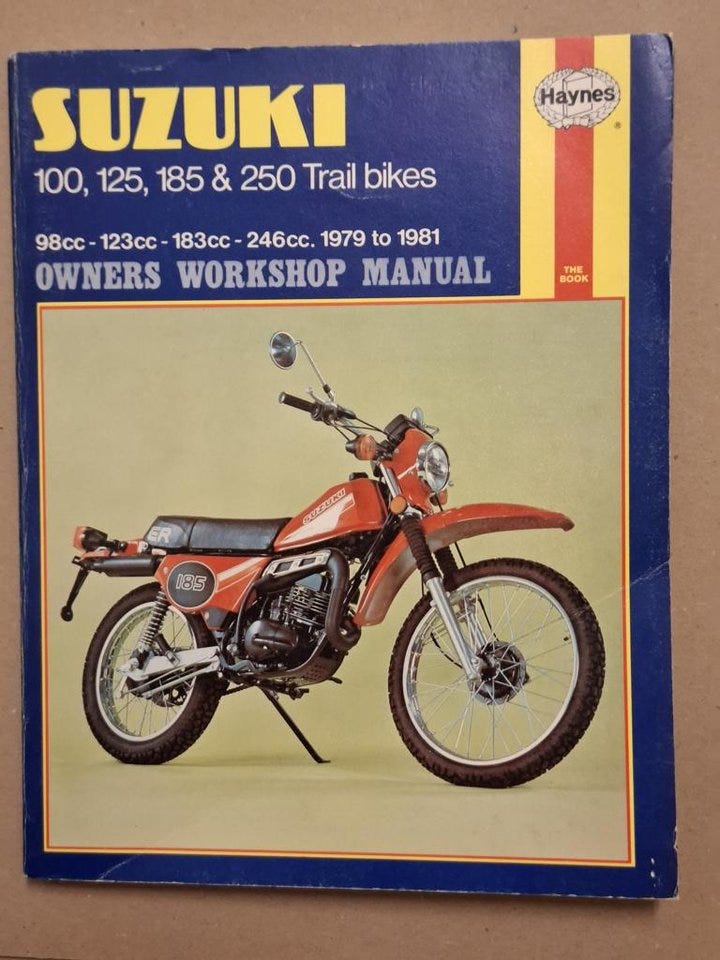 SUZUKI
100, 125, 185 & 250 Trail bikes
98cc - 123cc - 183cc - 246cc. 1979 to 1981
OWNERS WORKSHOP MANUAL
Haynes
®
THE
BOOK
SUZUKI
ER
185